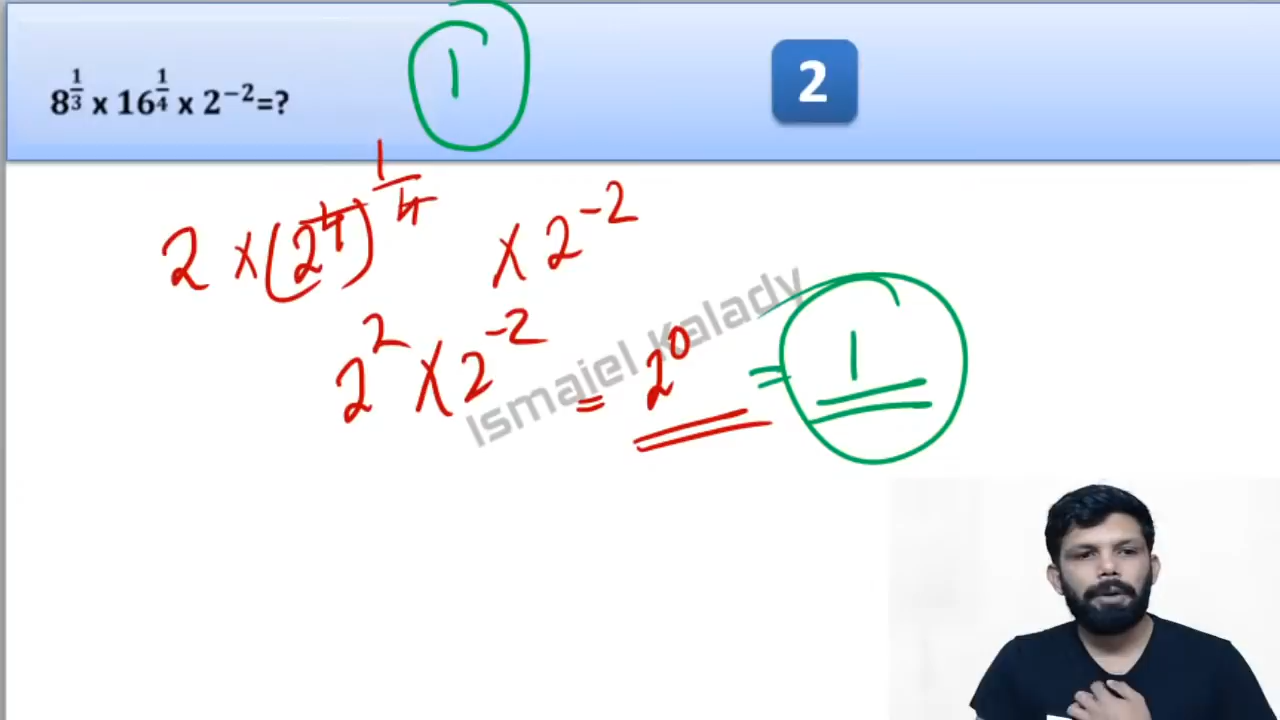 1
2
8^{1/3} x 16^{1/4} x 2^{-2}=?
2 × (2^4)^{1/4} × 2^{-2}
2^2 × 2^{-2} = 2^0 = 1
Ismaiel Kalady